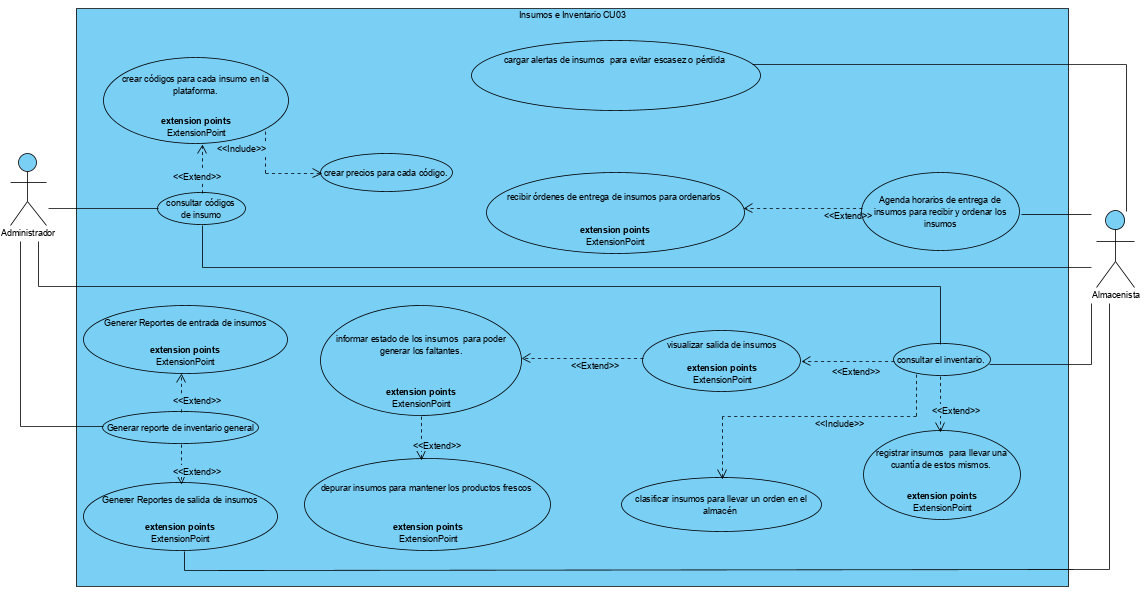 Insumos e Inventario CU03
cargar alertas de insumos para evitar escasez o pérdida
crear códigos para cada insumo en la
plataforma.
extension points
ExtensionPoint
<<Include>>
<<Extend>>
crear precios para cada código.
consultar códigos
de insumo
Administrador
recibir órdenes de entrega de insumos para ordenarlos
extension points
ExtensionPoint
<<Extend>>
Agenda horarios de entrega de
insumos para recibir y ordenar los
insumos
Almacenista
Generer Reportes de entrada de insumos
extension points
ExtensionPoint
<<Extend>>
Generar reporte de inventario general
<<Extend>>
Generer Reportes de salida de insumos
extension points
ExtensionPoint
informar estado de los insumos para poder
generar los faltantes.
extension points
ExtensionPoint
<<Extend>>
depurar insumos para mantener los productos frescos
extension points
ExtensionPoint
<<Extend>>
visualizar salida de insumos
extension points
ExtensionPoint
<<Extend>>
consultar el inventario.
<<Include>>
<<Extend>>
clasificar insumos para llevar un orden en el
almacén
registrar insumos para llevar una
cuantía de estos mismos.
extension points
ExtensionPoint